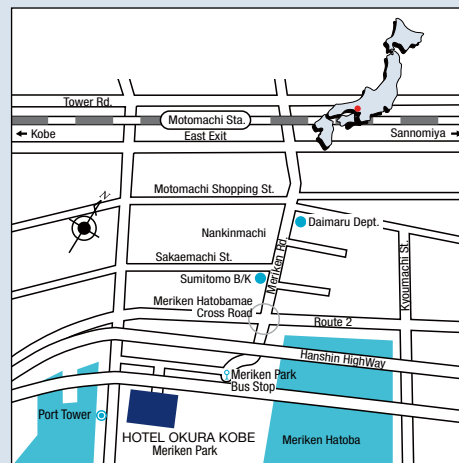 Tower Rd.
Motomachi Sta.
← Kobe
East Exit
Sannomiya →
Motomachi Shopping St.
N
Daimaru Dept.
Nankinmachi
Sakaemachi St.
Meriken Rd.
Kyoumachi St.
Sumitomo B/K
Meriken Hatobamae
Cross Road
Route 2
Hanshin HighWay
Meriken Park
Bus Stop
Port Tower
HOTEL OKURA KOBE
Meriken Park
Meriken Hatoba